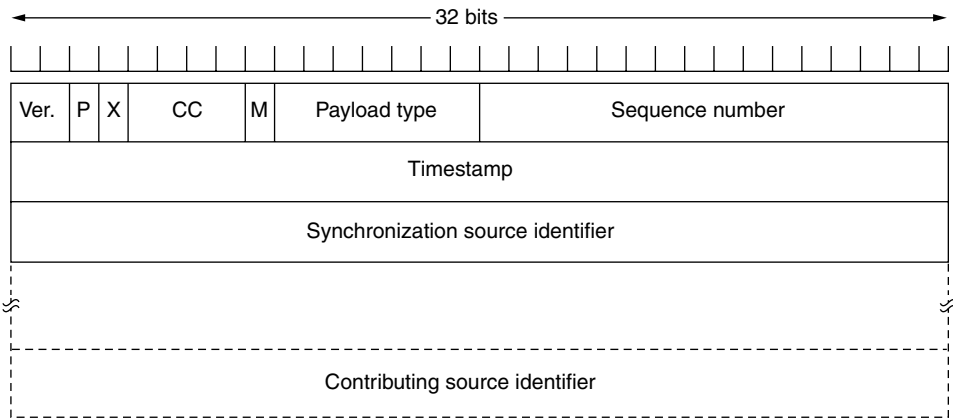 32 bits
Ver. P X CC M Payload type Sequence number
Timestamp
Synchronization source identifier
Contributing source identifier